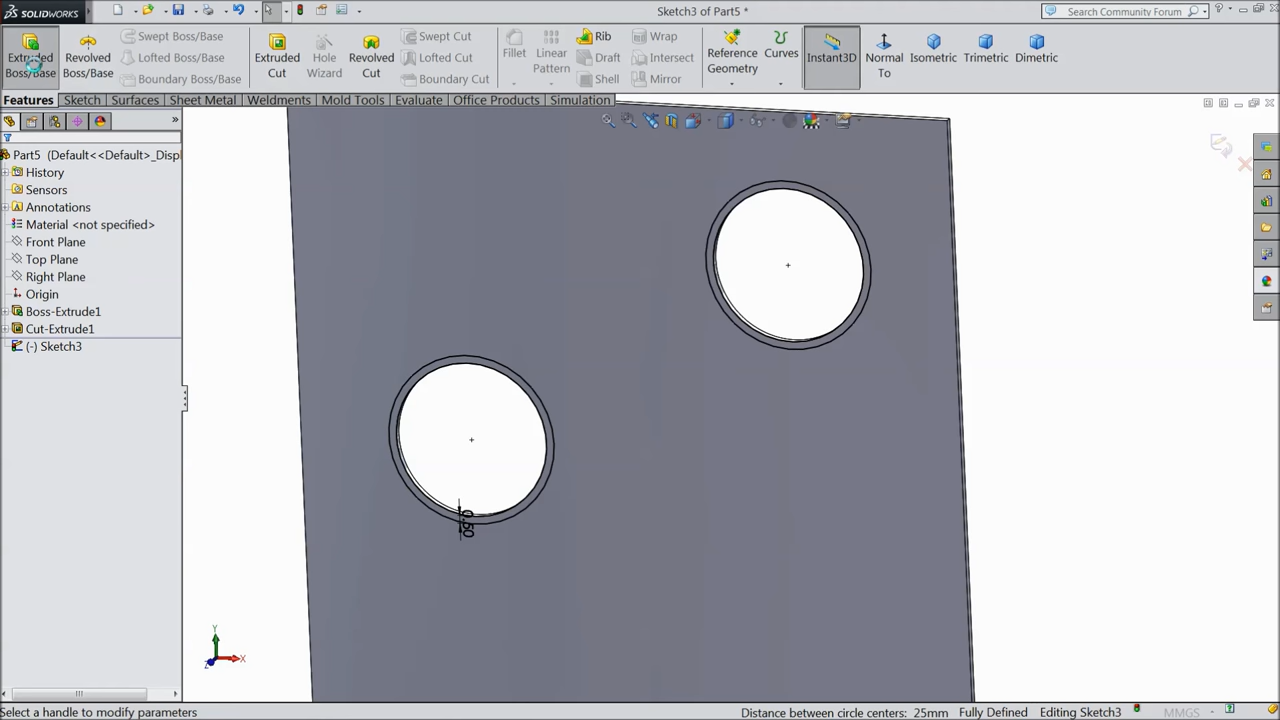 SOLIDWORKS
Sketch3 of Part5 *
Search Community Forum
Extruded Boss/Base
Revolved Boss/Base
Swept Boss/Base
Lofted Boss/Base
Boundary Boss/Base
Extruded Cut
Hole Wizard
Revolved Cut
Swept Cut
Lofted Cut
Boundary Cut
Fillet
Linear Pattern
Rib
Draft
Shell
Wrap
Intersect
Mirror
Reference Geometry
Curves
Instant3D
Normal To
Isometric
Trimetric
Dimetric
Features Sketch Surfaces Sheet Metal Weldments Mold Tools Evaluate Office Products Simulation
Part5 (Default<<Default>_Displ
History
Sensors
Annotations
Material <not specified>
Front Plane
Top Plane
Right Plane
Origin
Boss-Extrude1
Cut-Extrude1
(-) Sketch3
0.50
Y
X
Z
Select a handle to modify parameters
Distance between circle centers: 25mm Fully Defined Editing Sketch3 MMGS